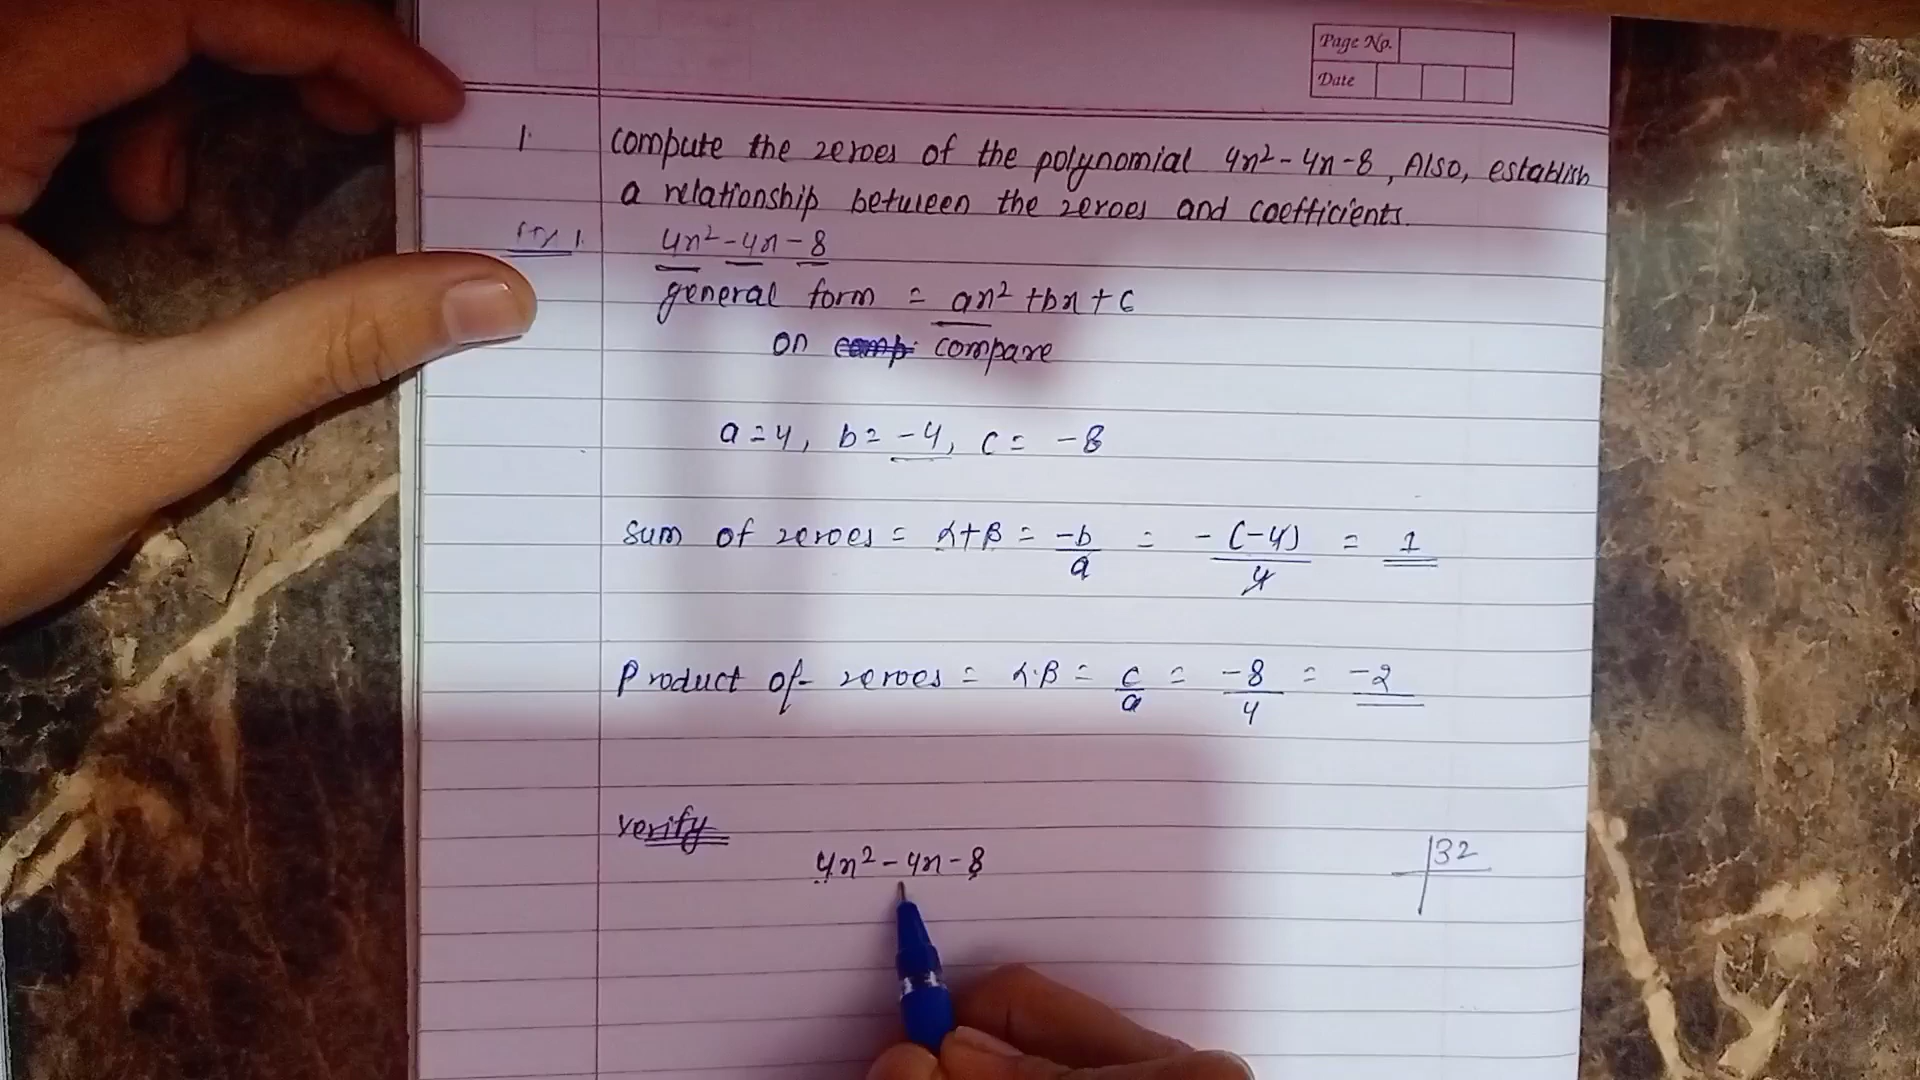 Page No.
Date
1. compute the zeroes of the polynomial 4x² - 4x - 8, Also, establish
a relationship between the zeroes and coefficients.
1.
4x² - 4x - 8
general form = ax² + bx + c
on compare
a = 4, b = -4, c = -8
Sum of zeroes = α+β = -b/a = -(-4)/4 = 1
Product of zeroes = α·β = c/a = -8/4 = -2
verify
4x² - 4x - 8
32